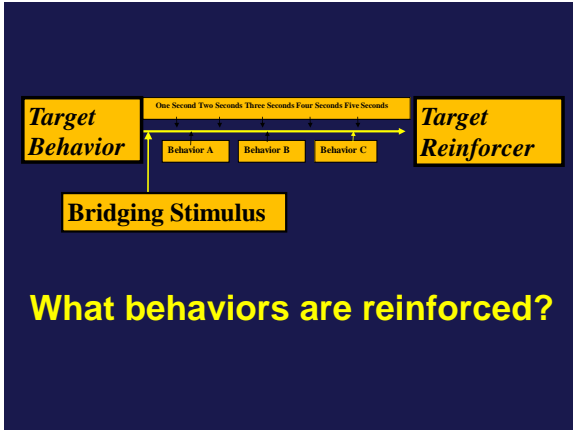 One Second Two Seconds Three Seconds Four Seconds Five Seconds
Target
Behavior
Target
Reinforcer
Behavior A
Behavior B
Behavior C
Bridging Stimulus
What behaviors are reinforced?